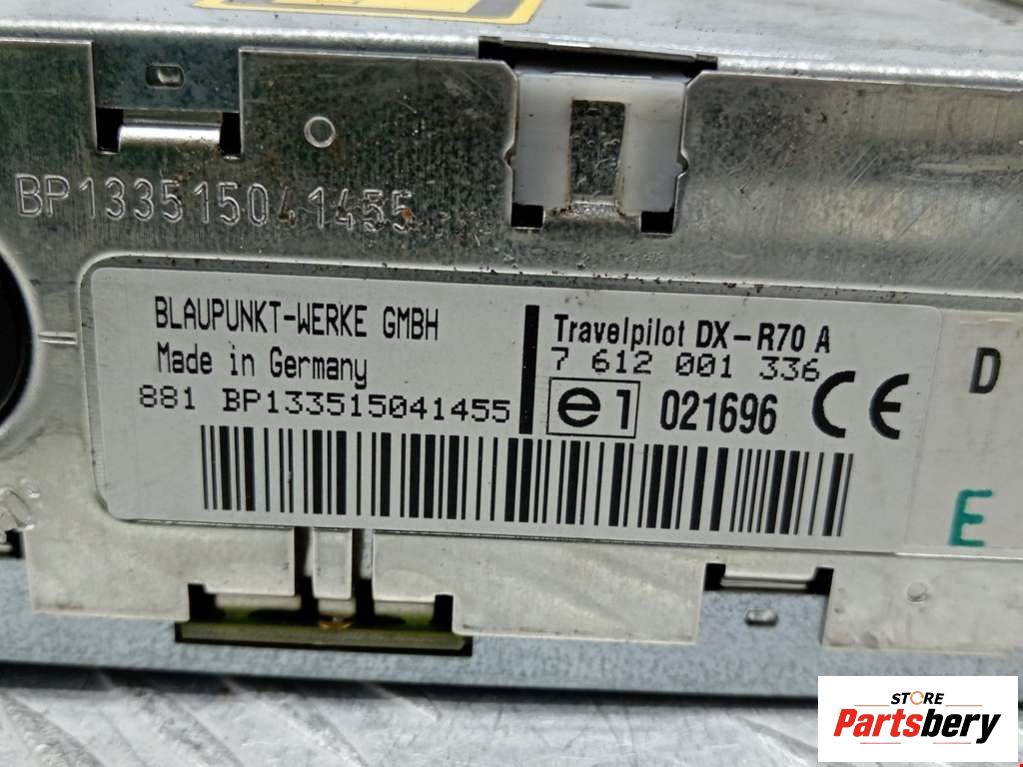 BP133515041455
BLAUPUNKT-WERKE GMBH
Made in Germany
881 BP133515041455
Travelpilot DX-R70 A
7 612 001 336
e1 021696 CE
D
E
STORE
Partsbery